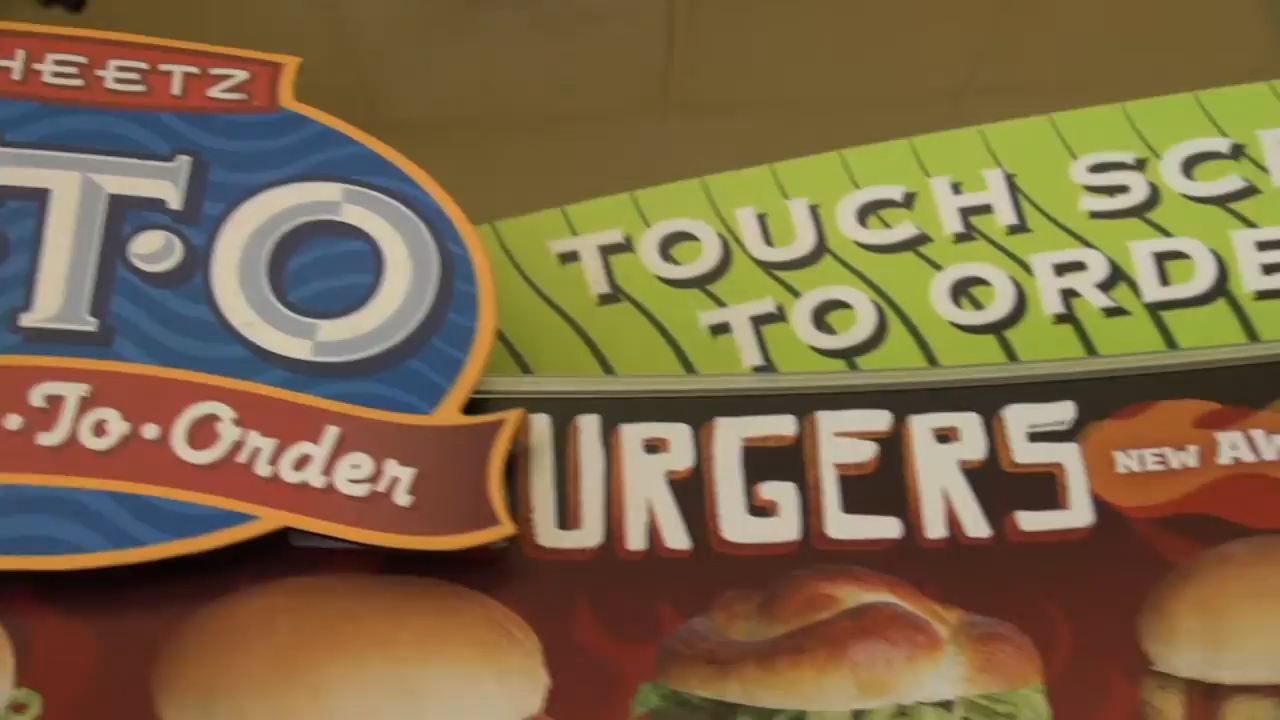 HEETZ
T·O
·To·Order
TOUCH SC
TO ORDE
URGERS
NEW AW